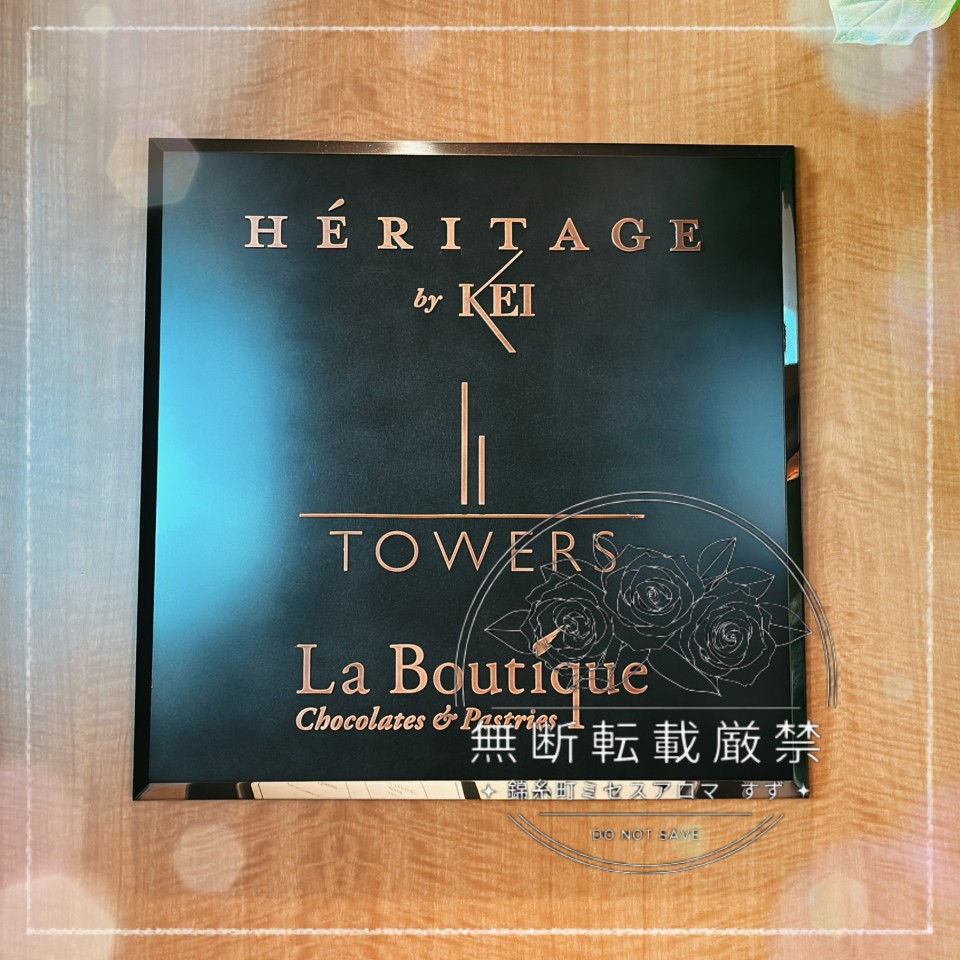 HÉRITAGE
by KEI
TOWERS
La Boutique
Chocolates & Pastries
無断転載厳禁
錦糸町ミセスアロマ すず
DO NOT SAVE